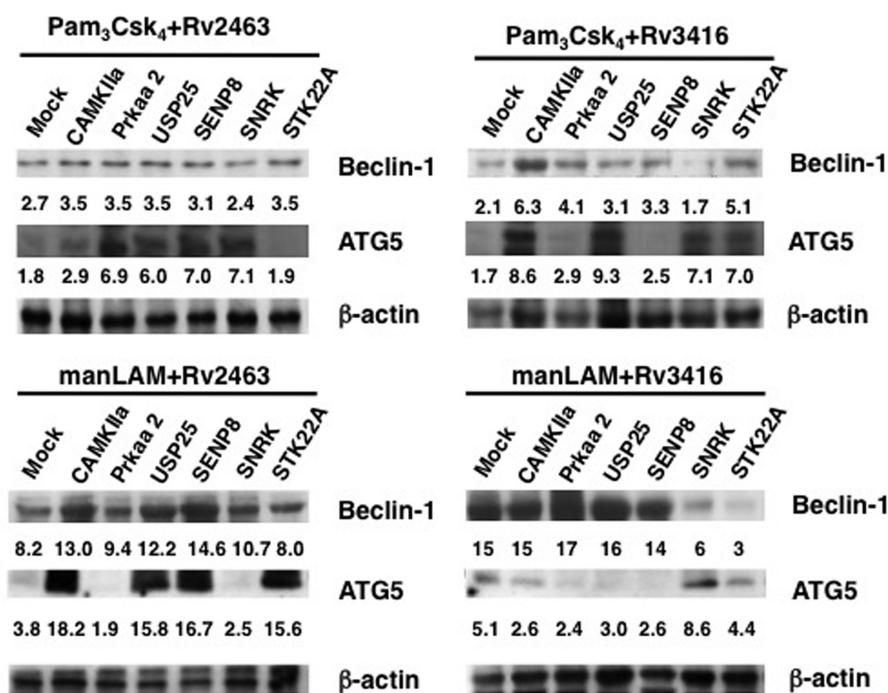 Pam₃Csk₄+Rv2463
Mock CAMKIIa Prkaa 2 USP25 SENP8 SNRK STK22A
Beclin-1
2.7 3.5 3.5 3.5 3.1 2.4 3.5
ATG5
1.8 2.9 6.9 6.0 7.0 7.1 1.9
β-actin
Pam₃Csk₄+Rv3416
Mock CAMKIIa Prkaa 2 USP25 SENP8 SNRK STK22A
Beclin-1
2.1 6.3 4.1 3.1 3.3 1.7 5.1
ATG5
1.7 8.6 2.9 9.3 2.5 7.1 7.0
β-actin
manLAM+Rv2463
Mock CAMKIIa Prkaa 2 USP25 SENP8 SNRK STK22A
Beclin-1
8.2 13.0 9.4 12.2 14.6 10.7 8.0
ATG5
3.8 18.2 1.9 15.8 16.7 2.5 15.6
β-actin
manLAM+Rv3416
Mock CAMKIIa Prkaa 2 USP25 SENP8 SNRK STK22A
Beclin-1
15 15 17 16 14 6 3
ATG5
5.1 2.6 2.4 3.0 2.6 8.6 4.4
β-actin